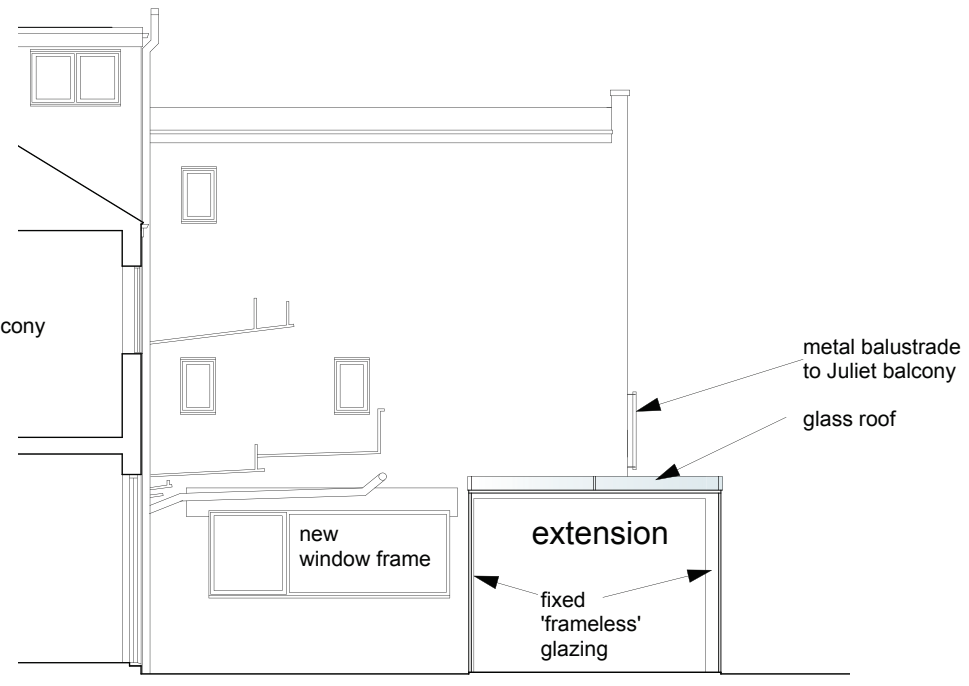 cony
metal balustrade
to Juliet balcony
glass roof
new
window frame
extension
fixed
'frameless'
glazing